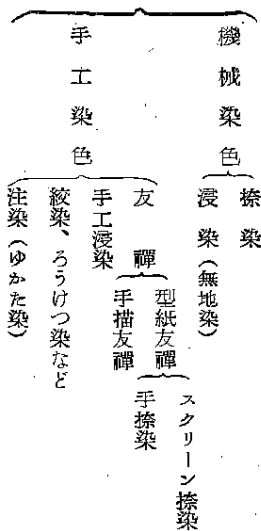 機械染色
捺染
浸染(無地染)
手工染色
友禪
型紙友禪
スクリーン捺染
手捺染
手描友禪
手工浸染
絞染、ろうけつ染など
注染(ゆかた染)